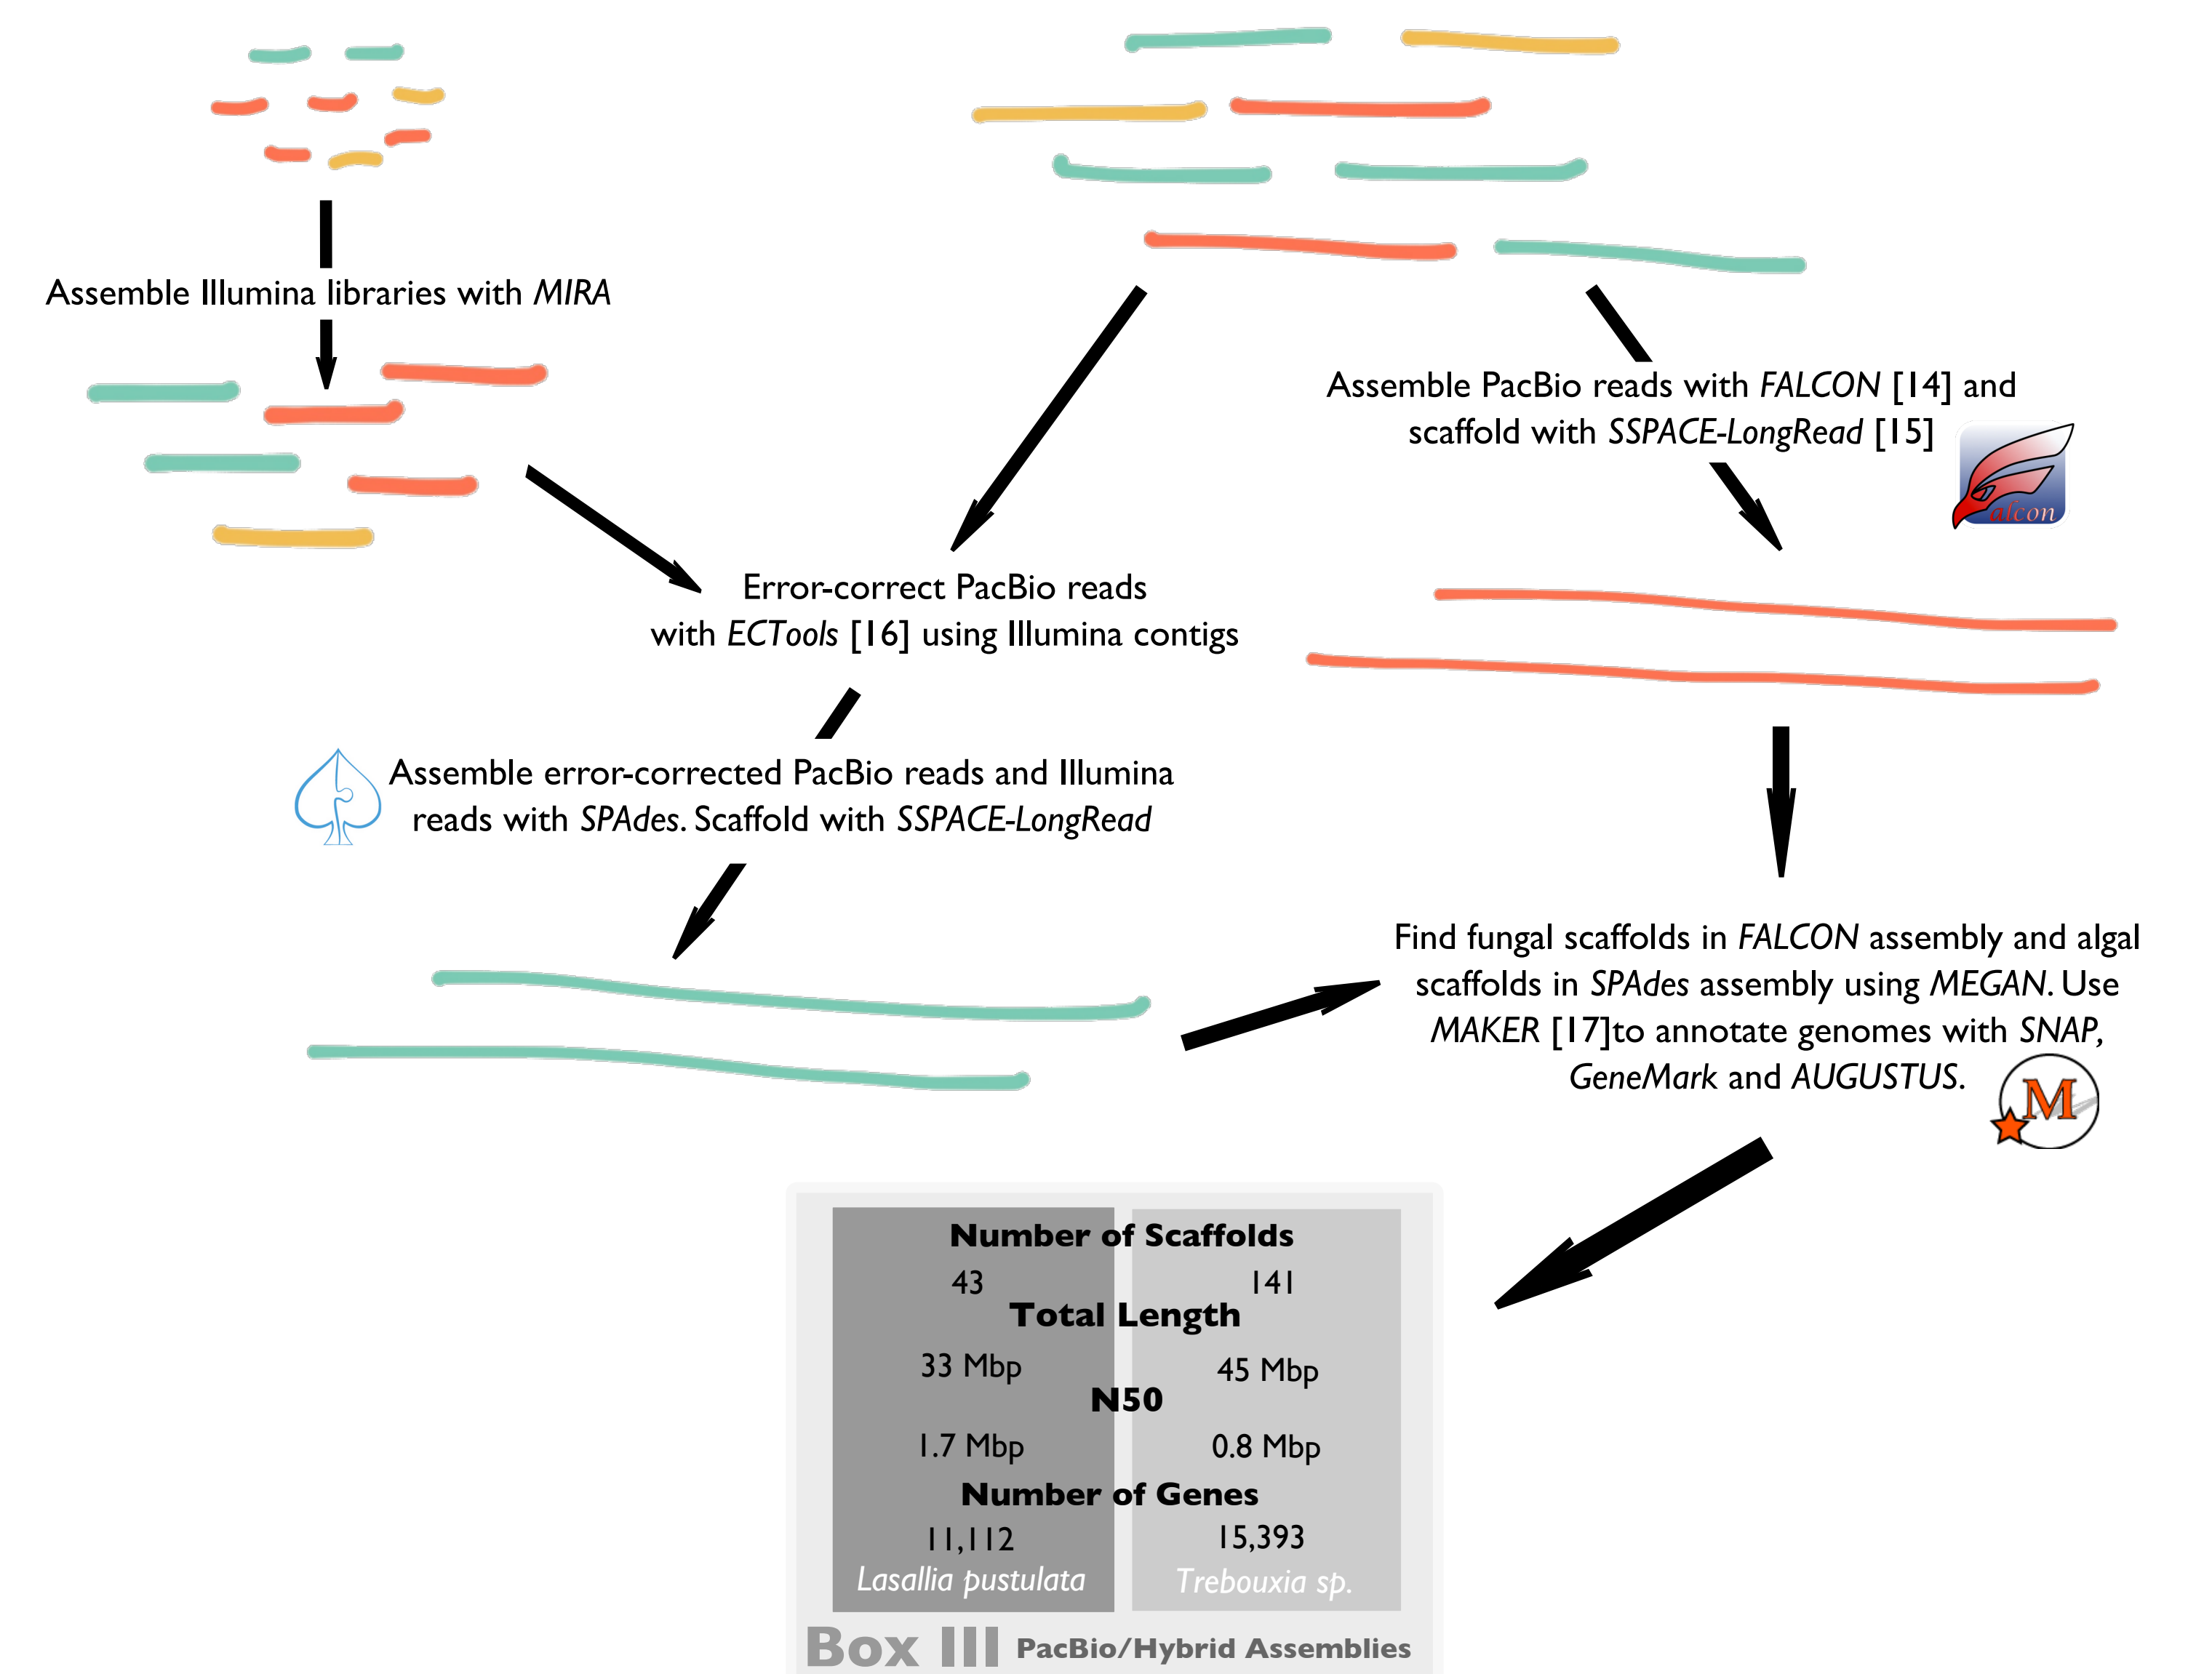 Assemble Illumina libraries with MIRA
Assemble PacBio reads with FALCON [14] and
scaffold with SSPACE-LongRead [15]
alcon
Error-correct PacBio reads
with ECTools [16] using Illumina contigs
Assemble error-corrected PacBio reads and Illumina
reads with SPAdes. Scaffold with SSPACE-LongRead
Find fungal scaffolds in FALCON assembly and algal
scaffolds in SPAdes assembly using MEGAN. Use
MAKER [17]to annotate genomes with SNAP,
GeneMark and AUGUSTUS.
M
Number of Scaffolds
43 141
Total Length
33 Mbp 45 Mbp
N50
1.7 Mbp 0.8 Mbp
Number of Genes
11,112 15,393
Lasallia pustulata Trebouxia sp.
Box III PacBio/Hybrid Assemblies